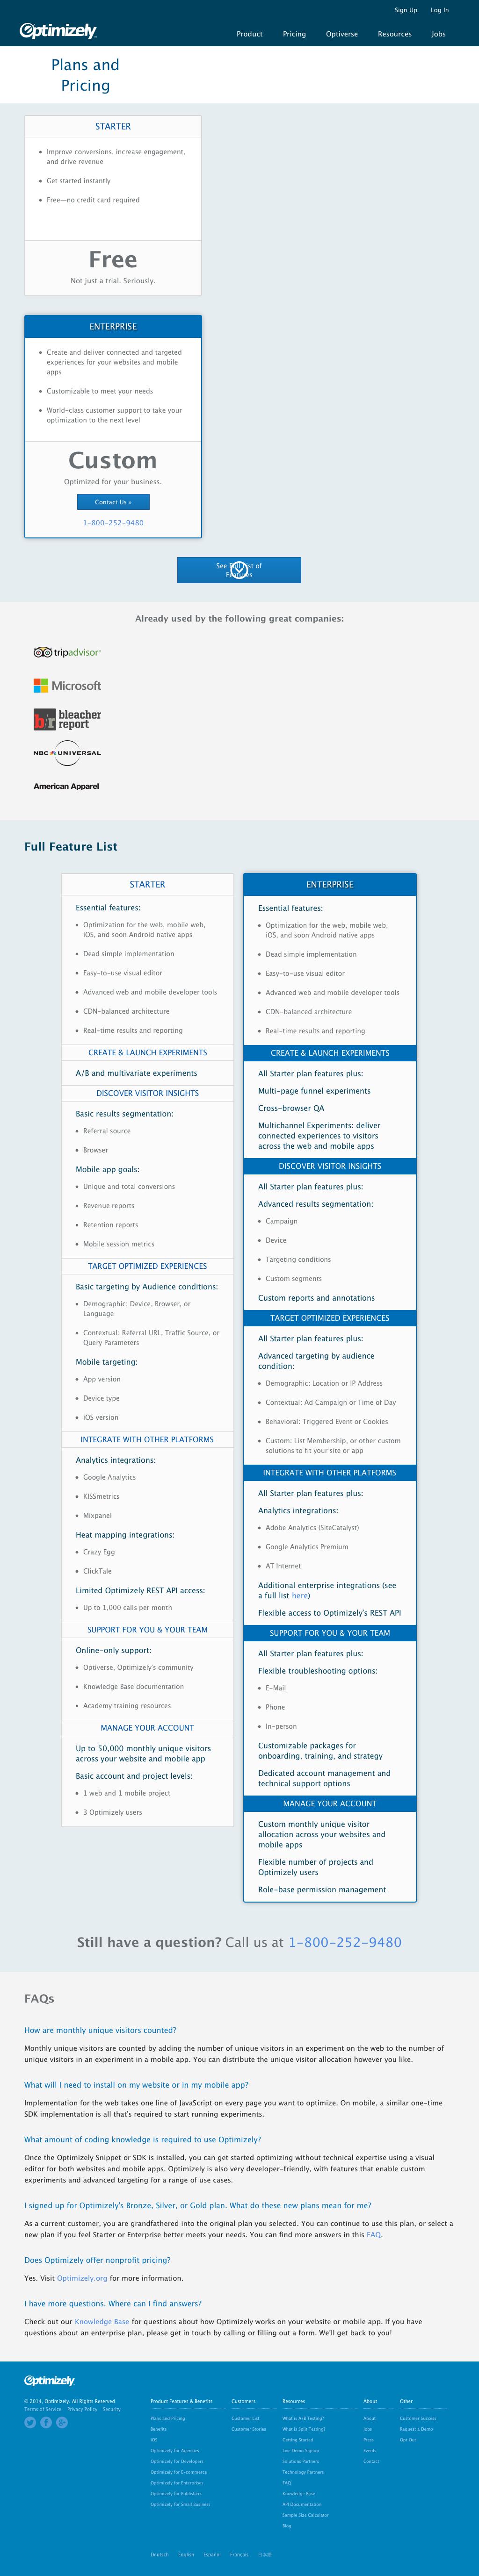 Sign Up Log In
Optimizely
Product Pricing Optiverse Resources Jobs
Plans and
Pricing
STARTER
Improve conversions, increase engagement,
and drive revenue
Get started instantly
Free—no credit card required
Free
Not just a trial. Seriously.
ENTERPRISE
Create and deliver connected and targeted
experiences for your websites and mobile
apps
Customizable to meet your needs
World-class customer support to take your
optimization to the next level
Custom
Optimized for your business.
Contact Us »
1-800-252-9480
See Full List of
Features
Already used by the following great companies:
tripadvisor
Microsoft
b/r bleacher
report
NBC UNIVERSAL
American Apparel
Full Feature List
STARTER
Essential features:
Optimization for the web, mobile web,
iOS, and soon Android native apps
Dead simple implementation
Easy-to-use visual editor
Advanced web and mobile developer tools
CDN-balanced architecture
Real-time results and reporting
CREATE & LAUNCH EXPERIMENTS
A/B and multivariate experiments
DISCOVER VISITOR INSIGHTS
Basic results segmentation:
Referral source
Browser
Mobile app goals:
Unique and total conversions
Revenue reports
Retention reports
Mobile session metrics
TARGET OPTIMIZED EXPERIENCES
Basic targeting by Audience conditions:
Demographic: Device, Browser, or
Language
Contextual: Referral URL, Traffic Source, or
Query Parameters
Mobile targeting:
App version
Device type
iOS version
INTEGRATE WITH OTHER PLATFORMS
Analytics integrations:
Google Analytics
KISSmetrics
Mixpanel
Heat mapping integrations:
Crazy Egg
ClickTale
Limited Optimizely REST API access:
Up to 1,000 calls per month
SUPPORT FOR YOU & YOUR TEAM
Online-only support:
Optiverse, Optimizely's community
Knowledge Base documentation
Academy training resources
MANAGE YOUR ACCOUNT
Up to 50,000 monthly unique visitors
across your website and mobile app
Basic account and project levels:
1 web and 1 mobile project
3 Optimizely users
ENTERPRISE
Essential features:
Optimization for the web, mobile web,
iOS, and soon Android native apps
Dead simple implementation
Easy-to-use visual editor
Advanced web and mobile developer tools
CDN-balanced architecture
Real-time results and reporting
CREATE & LAUNCH EXPERIMENTS
All Starter plan features plus:
Multi-page funnel experiments
Cross-browser QA
Multichannel Experiments: deliver
connected experiences to visitors
across the web and mobile apps
DISCOVER VISITOR INSIGHTS
All Starter plan features plus:
Advanced results segmentation:
Campaign
Device
Targeting conditions
Custom segments
Custom reports and annotations
TARGET OPTIMIZED EXPERIENCES
All Starter plan features plus:
Advanced targeting by audience
condition:
Demographic: Location or IP Address
Contextual: Ad Campaign or Time of Day
Behavioral: Triggered Event or Cookies
Custom: List Membership, or other custom
solutions to fit your site or app
INTEGRATE WITH OTHER PLATFORMS
All Starter plan features plus:
Analytics integrations:
Adobe Analytics (SiteCatalyst)
Google Analytics Premium
AT Internet
Additional enterprise integrations (see
a full list here)
Flexible access to Optimizely's REST API
SUPPORT FOR YOU & YOUR TEAM
All Starter plan features plus:
Flexible troubleshooting options:
E-Mail
Phone
In-person
Customizable packages for
onboarding, training, and strategy
Dedicated account management and
technical support options
MANAGE YOUR ACCOUNT
Custom monthly unique visitor
allocation across your websites and
mobile apps
Flexible number of projects and
Optimizely users
Role-base permission management
Still have a question? Call us at 1-800-252-9480
FAQs
How are monthly unique visitors counted?
Monthly unique visitors are counted by adding the number of unique visitors in an experiment on the web to the number of
unique visitors in an experiment in a mobile app. You can distribute the unique visitor allocation however you like.
What will I need to install on my website or in my mobile app?
Implementation for the web takes one line of JavaScript on every page you want to optimize. On mobile, a similar one-time
SDK implementation is all that's required to start running experiments.
What amount of coding knowledge is required to use Optimizely?
Once the Optimizely Snippet or SDK is installed, you can get started optimizing without technical expertise using a visual
editor for both websites and mobile apps. Optimizely is also very developer-friendly, with features that enable custom
experiments and advanced targeting for a range of use cases.
I signed up for Optimizely's Bronze, Silver, or Gold plan. What do these new plans mean for me?
As a current customer, you are grandfathered into the original plan you selected. You can continue to use this plan, or select a
new plan if you feel Starter or Enterprise better meets your needs. You can find more answers in this FAQ.
Does Optimizely offer nonprofit pricing?
Yes. Visit Optimizely.org for more information.
I have more questions. Where can I find answers?
Check out our Knowledge Base for questions about how Optimizely works on your website or mobile app. If you have
questions about an enterprise plan, please get in touch by calling or filling out a form. We'll get back to you!
Optimizely
© 2014, Optimizely. All Rights Reserved
Terms of Service Privacy Policy Security
Product Features & Benefits
Plans and Pricing
Benefits
iOS
Optimizely for Agencies
Optimizely for Developers
Optimizely for E-commerce
Optimizely for Enterprises
Optimizely for Publishers
Optimizely for Small Business
Customers
Customer List
Customer Stories
Resources
What is A/B Testing?
What is Split Testing?
Getting Started
Live Demo Signup
Solutions Partners
Technology Partners
FAQ
Knowledge Base
API Documentation
Sample Size Calculator
Blog
About
About
Jobs
Press
Events
Contact
Other
Customer Success
Request a Demo
Opt Out
Deutsch English Español Français 日本語